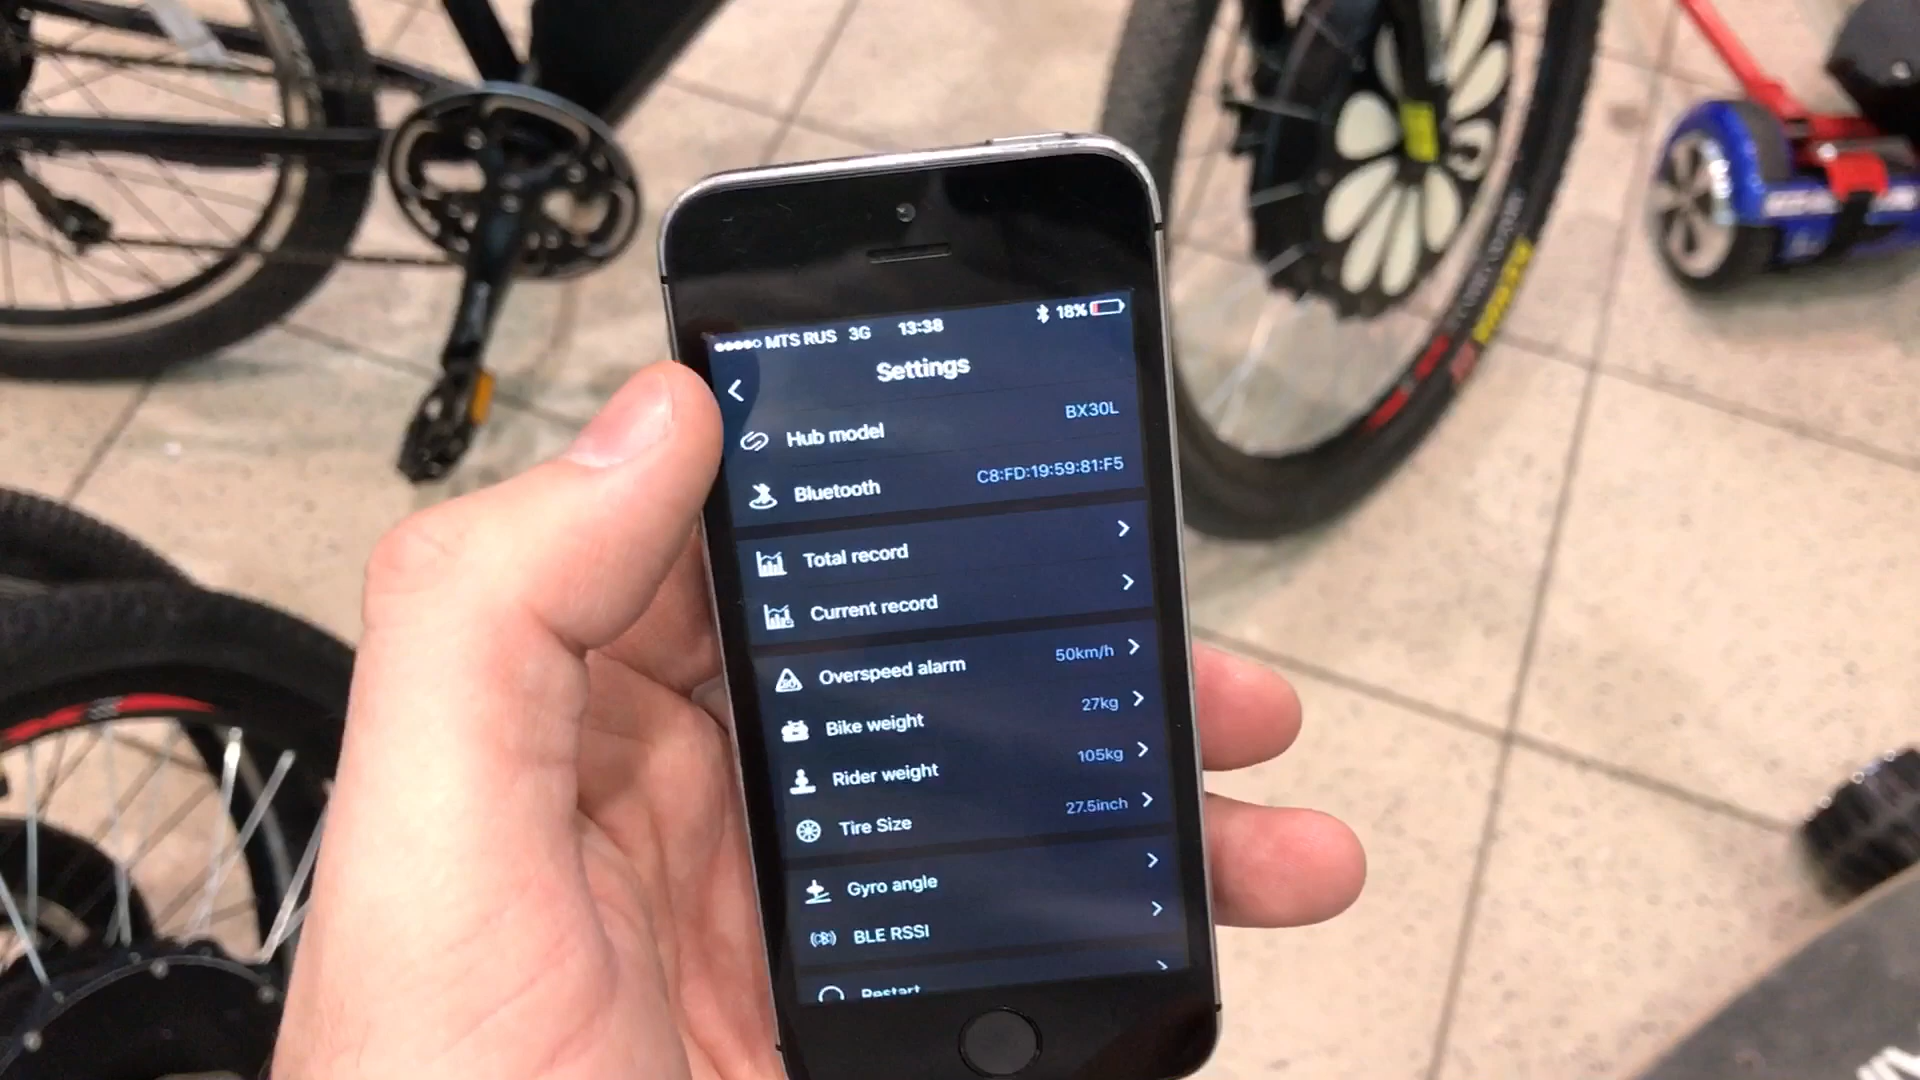 MTS RUS 3G 13:38 18%
Settings
Hub model BX30L
Bluetooth C8:FD:19:59:81:F5
Total record
Current record
Overspeed alarm 50km/h
Bike weight 27kg
Rider weight 105kg
Tire Size 27.5inch
Gyro angle
BLE RSSI
Restart